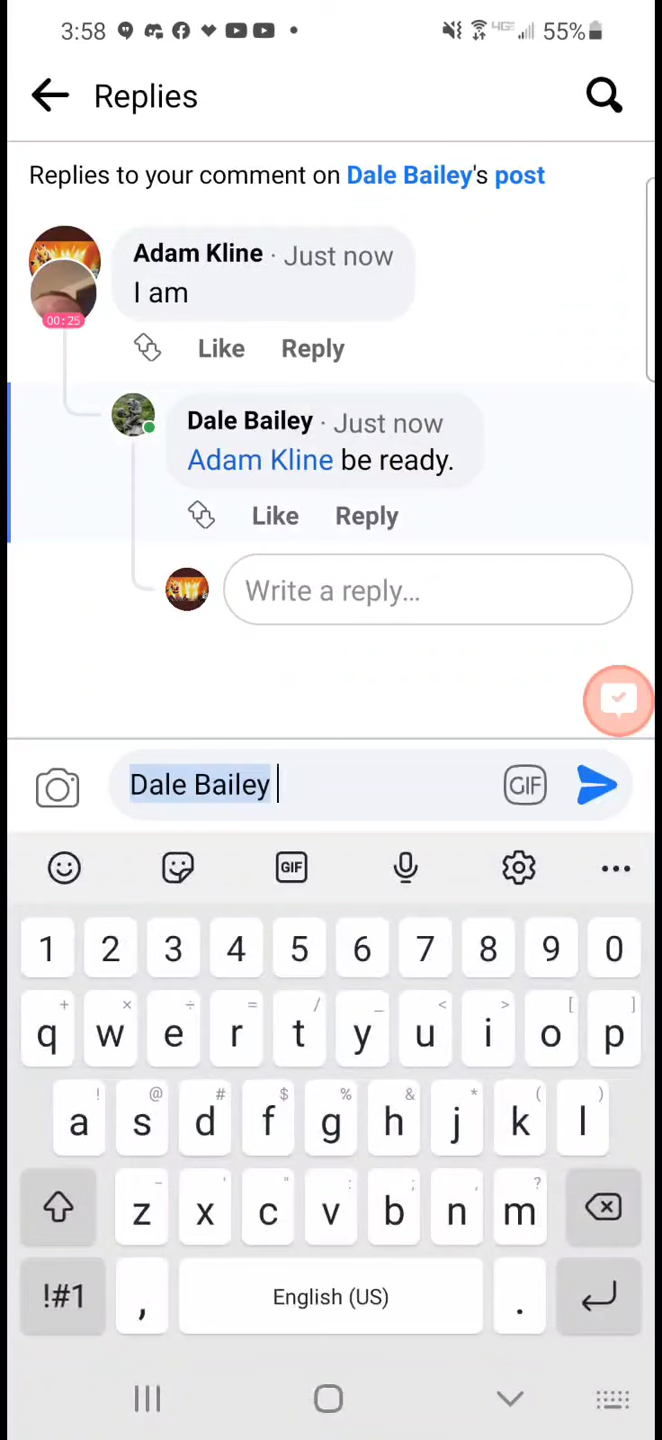 3:58 4G 55%
Replies
Replies to your comment on Dale Bailey's post
Adam Kline · Just now
I am
00:25
Like Reply
Dale Bailey · Just now
Adam Kline be ready.
Like Reply
Write a reply...
Dale Bailey GIF
GIF
1 2 3 4 5 6 7 8 9 0
+ × ÷ = / _ < > [ ]
q w e r t y u i o p
! @ # $ % & * ( )
a s d f g h j k l
- ' " : ; , ?
z x c v b n m
!#1 , English (US) .